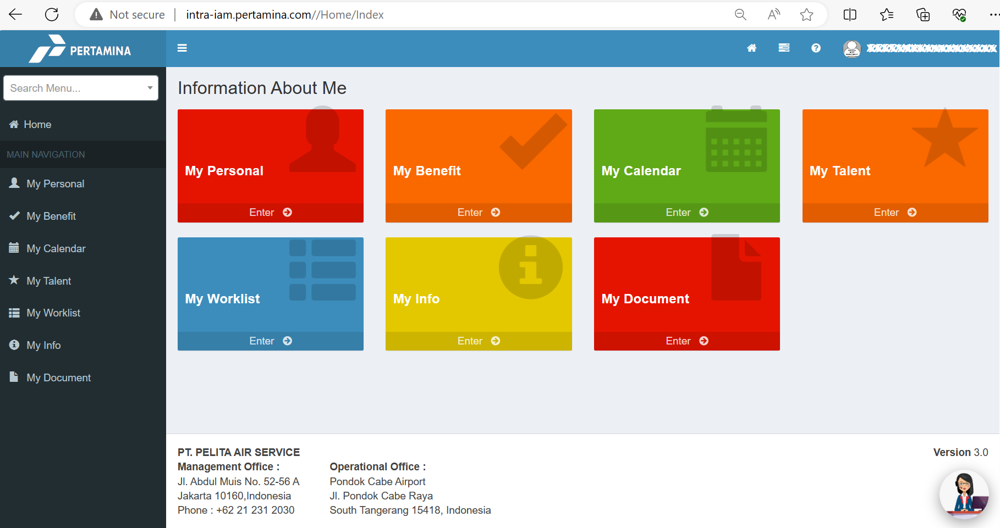 Not secure
intra-iam.pertamina.com//Home/Index
PERTAMINA
Search Menu...
Home
MAIN NAVIGATION
My Personal
My Benefit
My Calendar
My Talent
My Worklist
My Info
My Document
Information About Me
My Personal
Enter
My Benefit
Enter
My Calendar
Enter
My Talent
Enter
My Worklist
Enter
My Info
Enter
My Document
Enter
PT. PELITA AIR SERVICE
Management Office :
Jl. Abdul Muis No. 52-56 A
Jakarta 10160,Indonesia
Phone : +62 21 231 2030
Operational Office :
Pondok Cabe Airport
Jl. Pondok Cabe Raya
South Tangerang 15418, Indonesia
Version 3.0